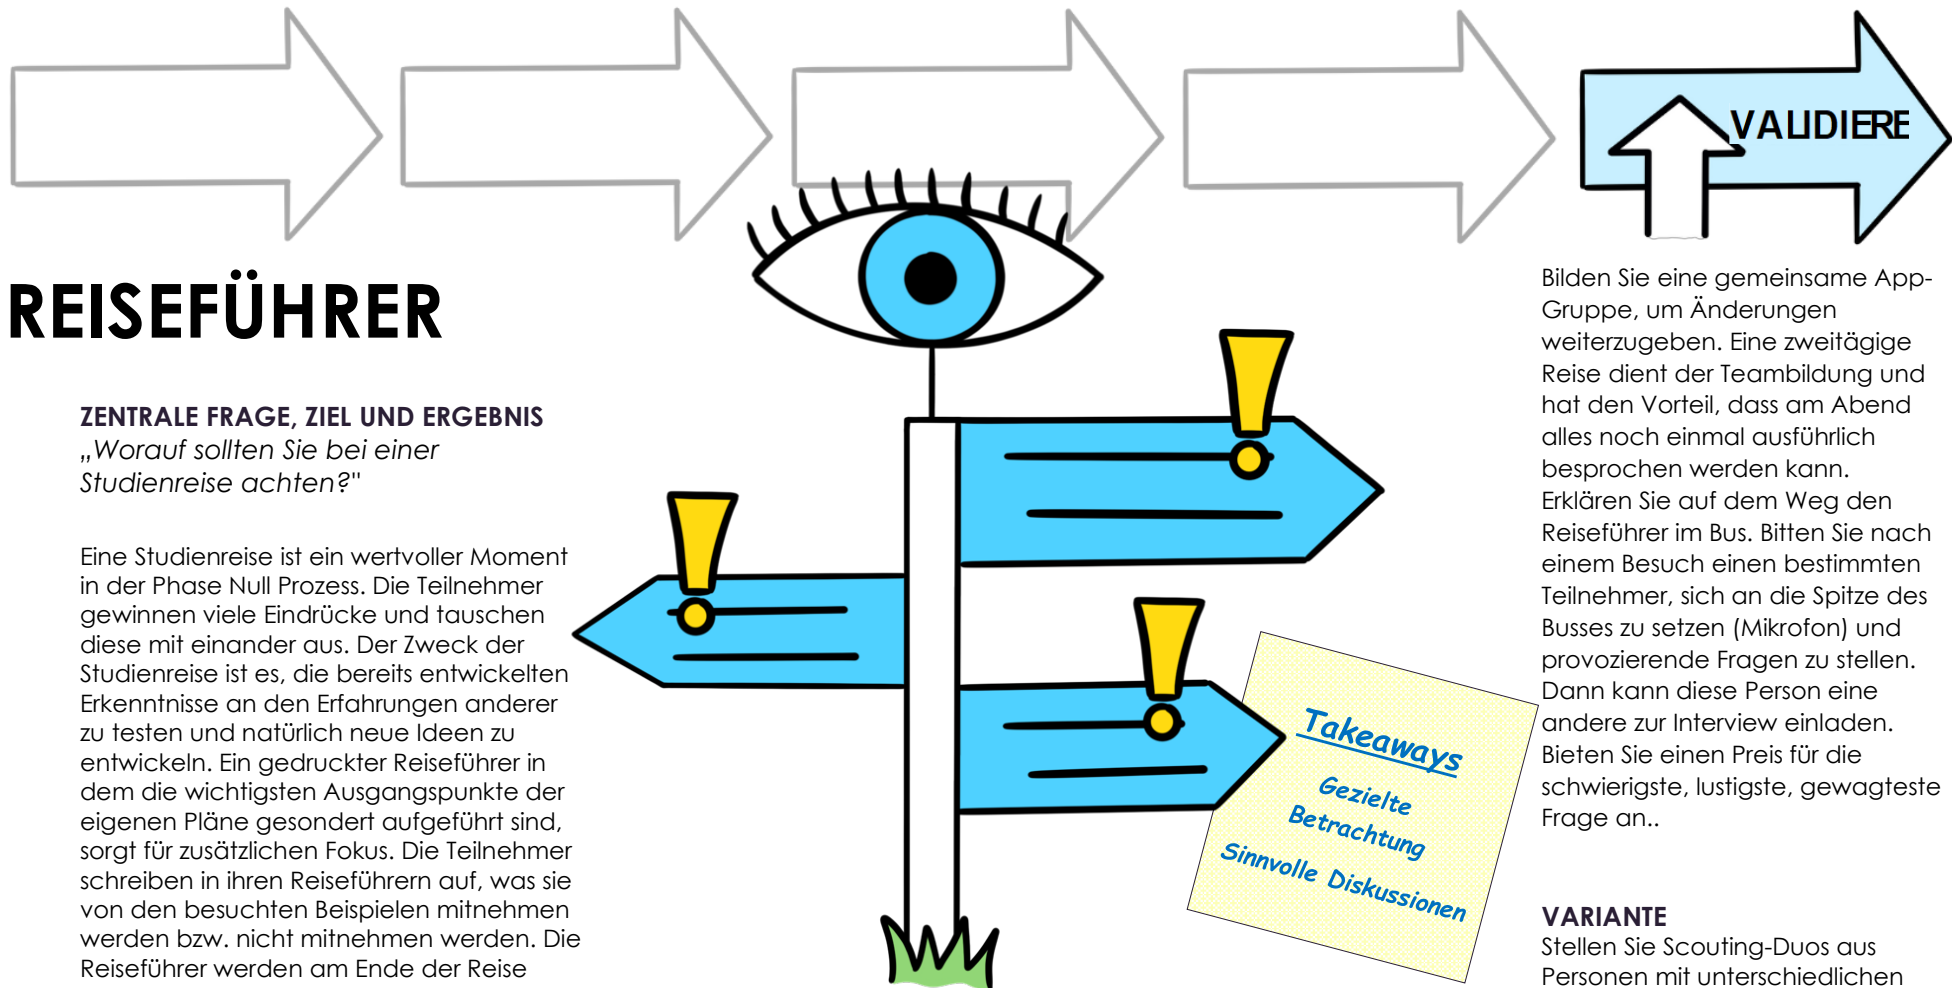 VALIDIERE
REISEFÜHRER
ZENTRALE FRAGE, ZIEL UND ERGEBNIS
„Worauf sollten Sie bei einer
Studienreise achten?"
Eine Studienreise ist ein wertvoller Moment
in der Phase Null Prozess. Die Teilnehmer
gewinnen viele Eindrücke und tauschen
diese mit einander aus. Der Zweck der
Studienreise ist es, die bereits entwickelten
Erkenntnisse an den Erfahrungen anderer
zu testen und natürlich neue Ideen zu
entwickeln. Ein gedruckter Reiseführer in
dem die wichtigsten Ausgangspunkte der
eigenen Pläne gesondert aufgeführt sind,
sorgt für zusätzlichen Fokus. Die Teilnehmer
schreiben in ihren Reiseführern auf, was sie
von den besuchten Beispielen mitnehmen
werden bzw. nicht mitnehmen werden. Die
Reiseführer werden am Ende der Reise
Takeaways
Gezielte
Betrachtung
Sinnvolle Diskussionen
Bilden Sie eine gemeinsame App-
Gruppe, um Änderungen
weiterzugeben. Eine zweitägige
Reise dient der Teambildung und
hat den Vorteil, dass am Abend
alles noch einmal ausführlich
besprochen werden kann.
Erklären Sie auf dem Weg den
Reiseführer im Bus. Bitten Sie nach
einem Besuch einen bestimmten
Teilnehmer, sich an die Spitze des
Busses zu setzen (Mikrofon) und
provozierende Fragen zu stellen.
Dann kann diese Person eine
andere zur Interview einladen.
Bieten Sie einen Preis für die
schwierigste, lustigste, gewagteste
Frage an..
VARIANTE
Stellen Sie Scouting-Duos aus
Personen mit unterschiedlichen